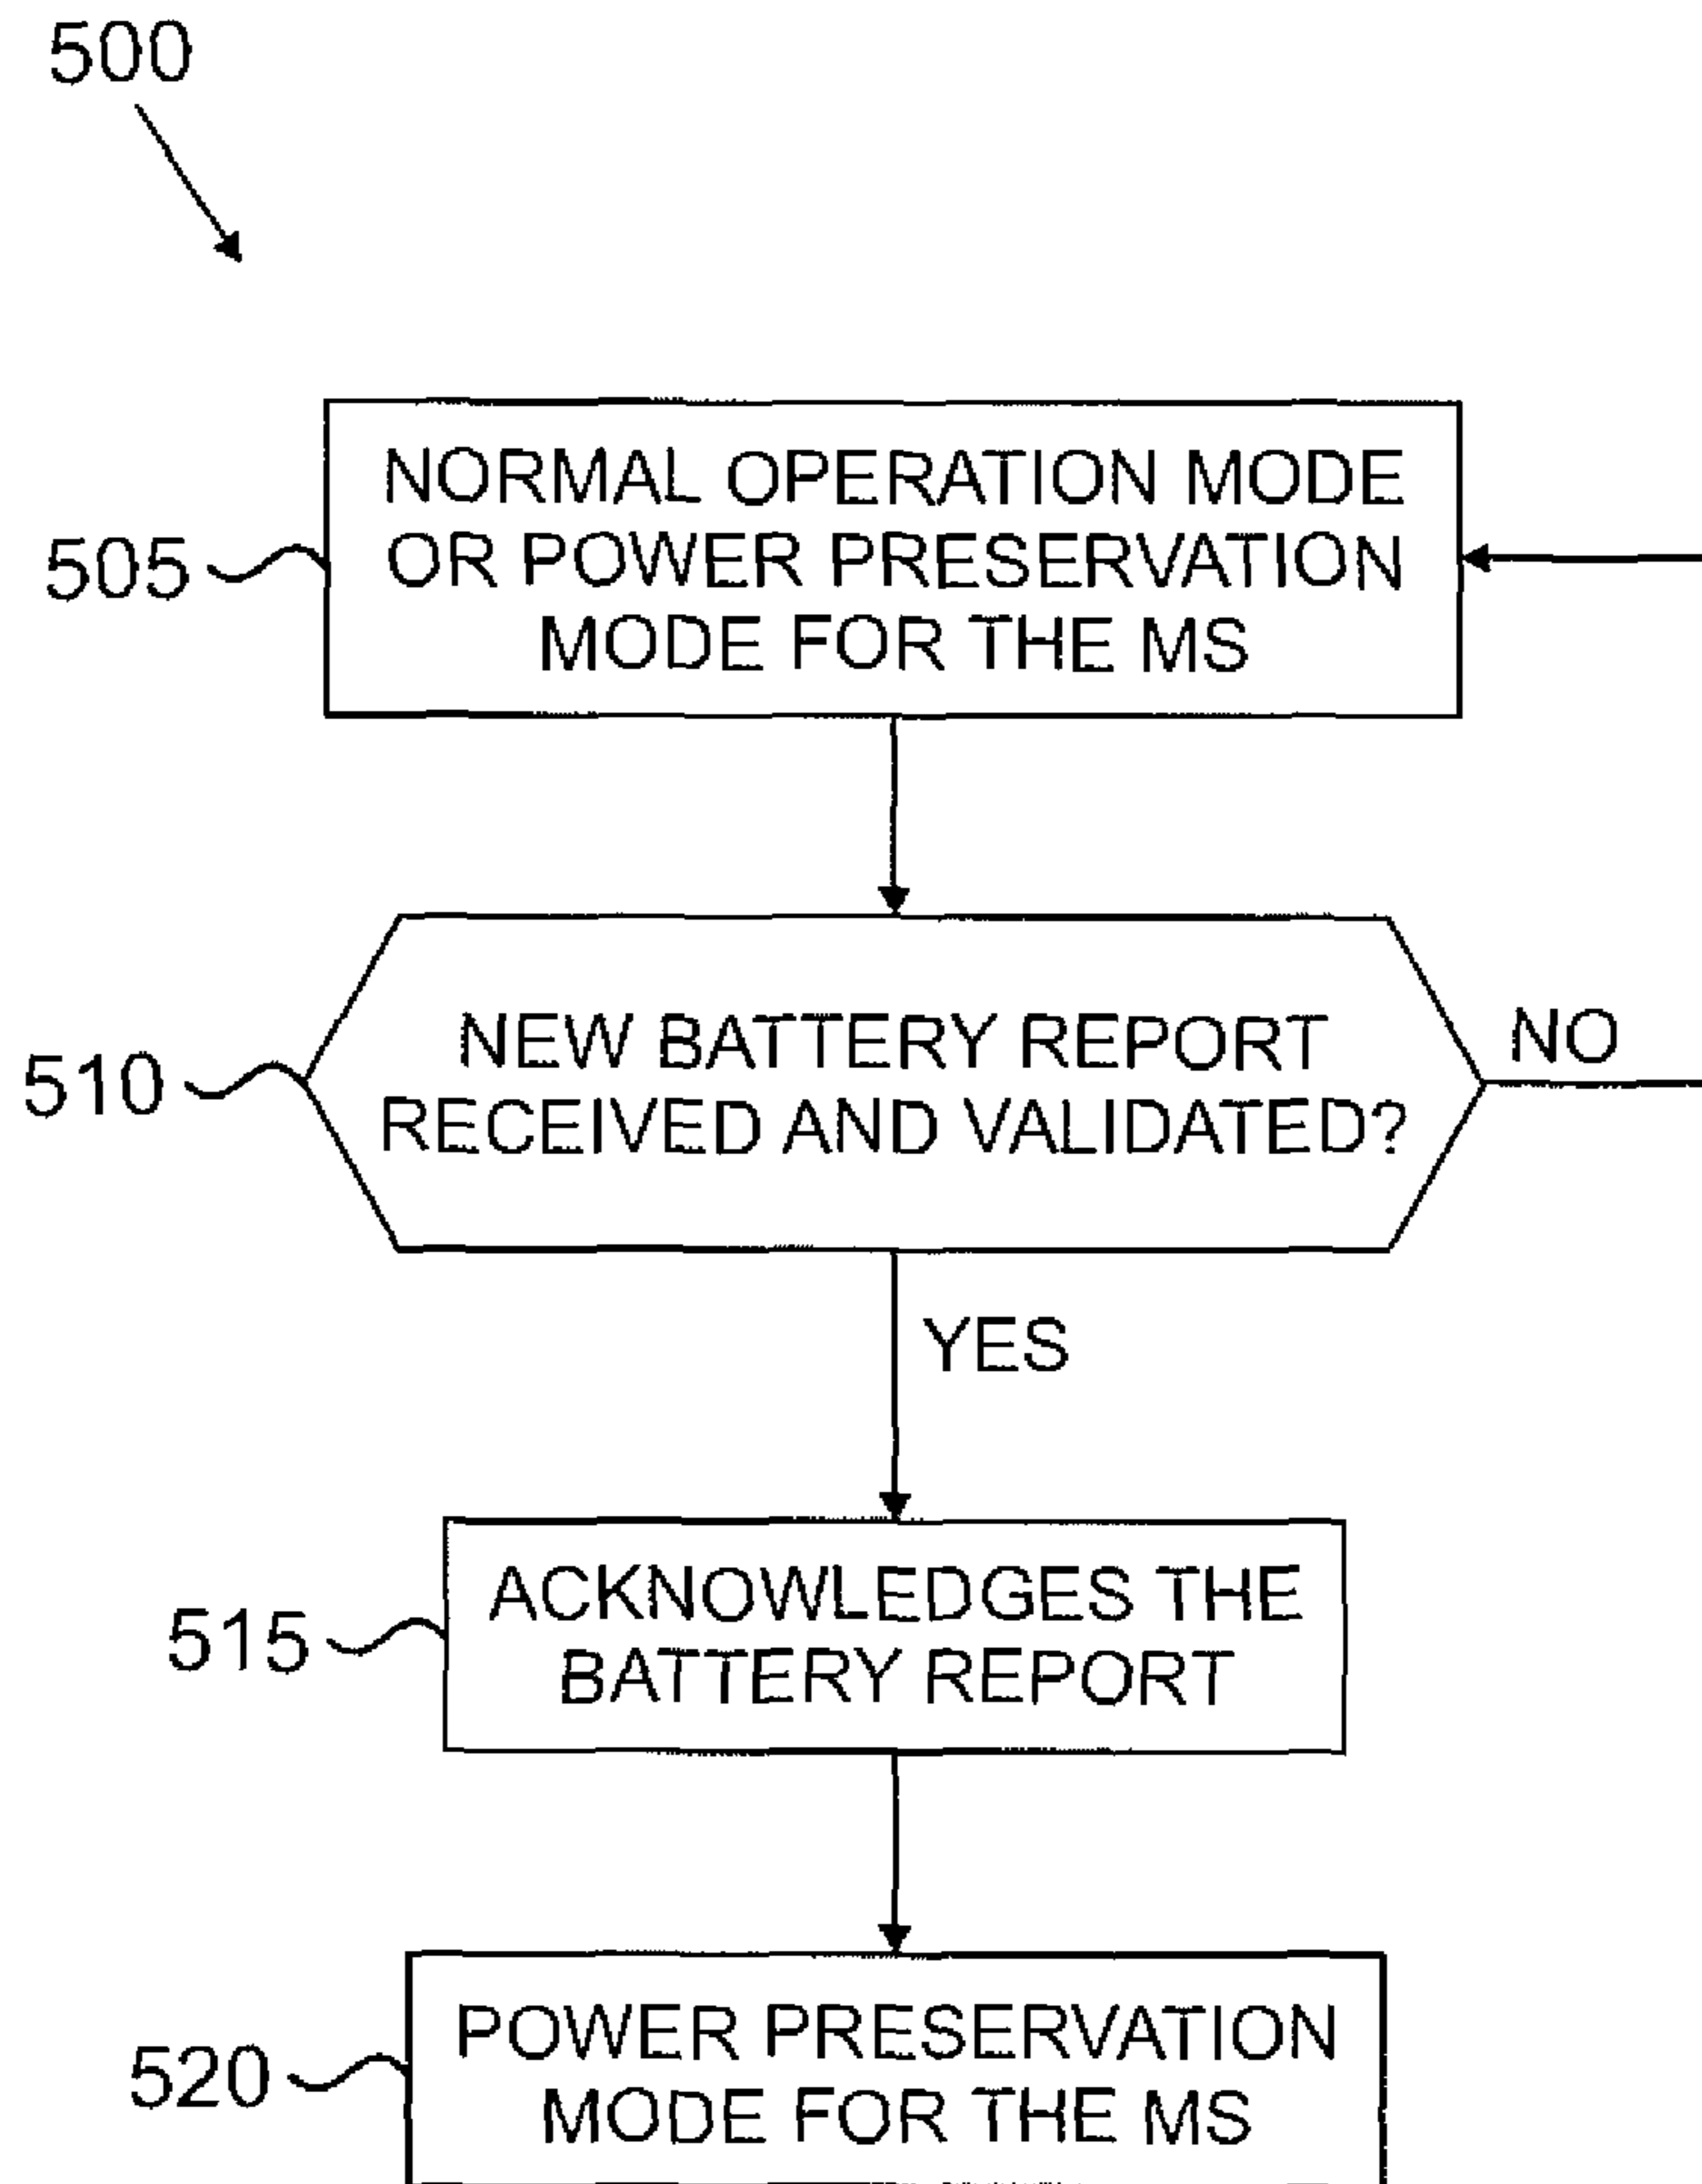 500
505
NORMAL OPERATION MODE
OR POWER PRESERVATION
MODE FOR THE MS
510
NEW BATTERY REPORT
RECEIVED AND VALIDATED?
NO
YES
515
ACKNOWLEDGES THE
BATTERY REPORT
520
POWER PRESERVATION
MODE FOR THE MS